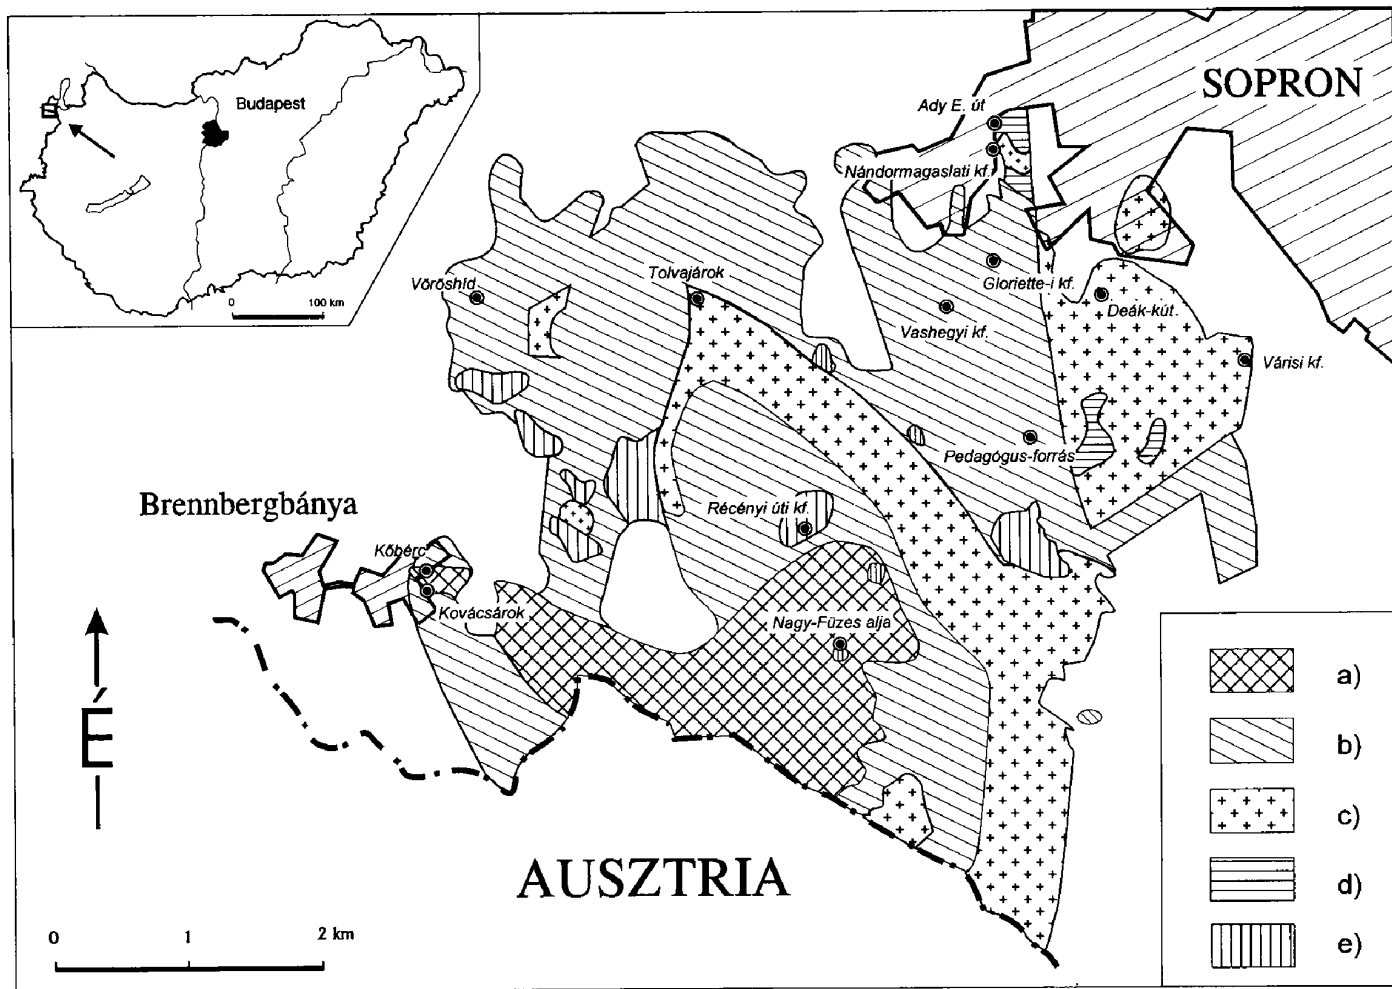 Budapest
0
100 km
SOPRON
Ady E. út
Nándormagaslati kf.
Vöröshíd
Tolvajárok
Gloriette-i kf.
Vashegyi kf.
Deák-kút
Várisi kf.
Pedagógus-forrás
Récényi úti kf.
Brennbergbánya
Kőbérc
Kovácsárok
Nagy-Füzes alja
É
AUSZTRIA
0
1
2 km
a)
b)
c)
d)
e)